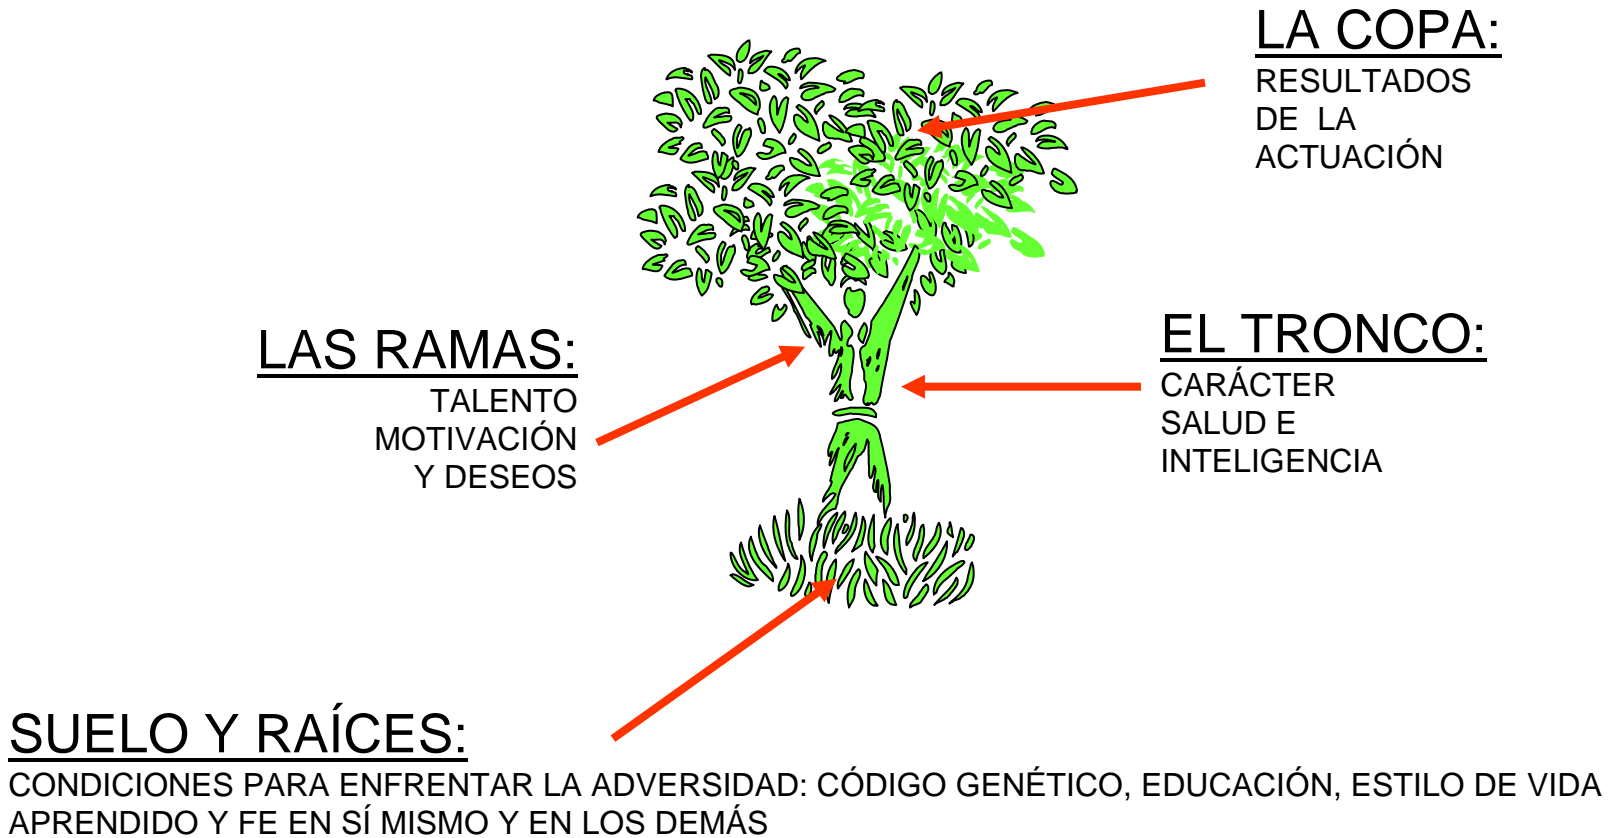 LA COPA:
RESULTADOS
DE LA
ACTUACIÓN
LAS RAMAS:
TALENTO
MOTIVACIÓN
Y DESEOS
EL TRONCO:
CARÁCTER
SALUD E
INTELIGENCIA
SUELO Y RAÍCES:
CONDICIONES PARA ENFRENTAR LA ADVERSIDAD: CÓDIGO GENÉTICO, EDUCACIÓN, ESTILO DE VIDA
APRENDIDO Y FE EN SÍ MISMO Y EN LOS DEMÁS